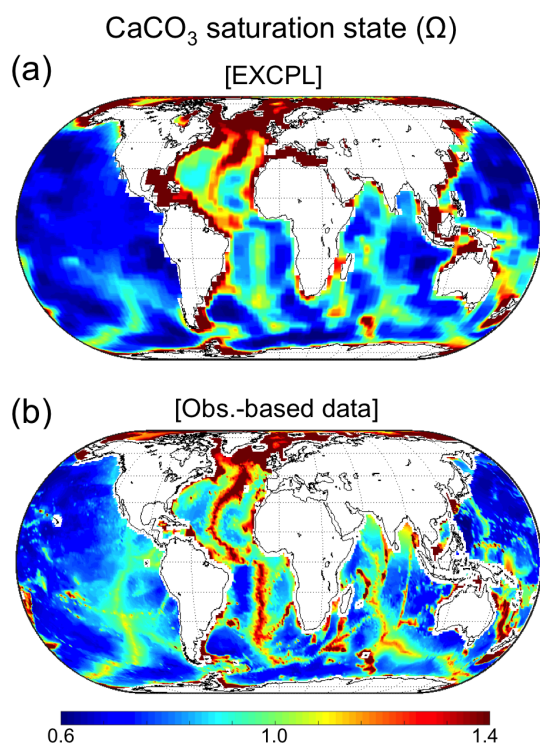 CaCO₃ saturation state (Ω)
(a)
[EXCPL]
(b)
[Obs.-based data]
0.6 1.0 1.4